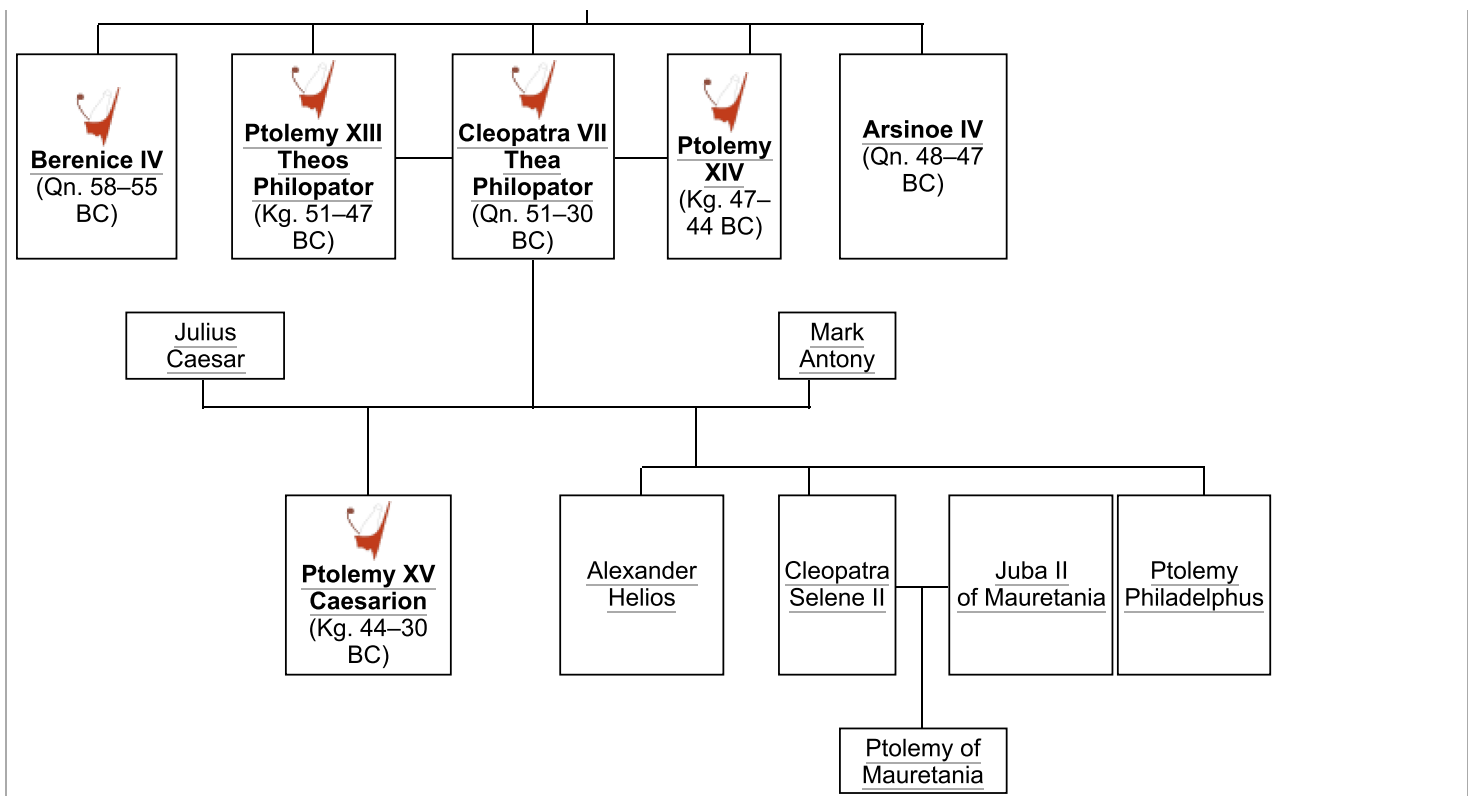 Berenice IV
(Qn. 58–55
BC)
Ptolemy XIII
Theos
Philopator
(Kg. 51–47
BC)
Cleopatra VII
Thea
Philopator
(Qn. 51–30
BC)
Ptolemy
XIV
(Kg. 47–
44 BC)
Arsinoe IV
(Qn. 48–47
BC)
Julius
Caesar
Mark
Antony
Ptolemy XV
Caesarion
(Kg. 44–30
BC)
Alexander
Helios
Cleopatra
Selene II
Juba II
of Mauretania
Ptolemy
Philadelphus
Ptolemy of
Mauretania